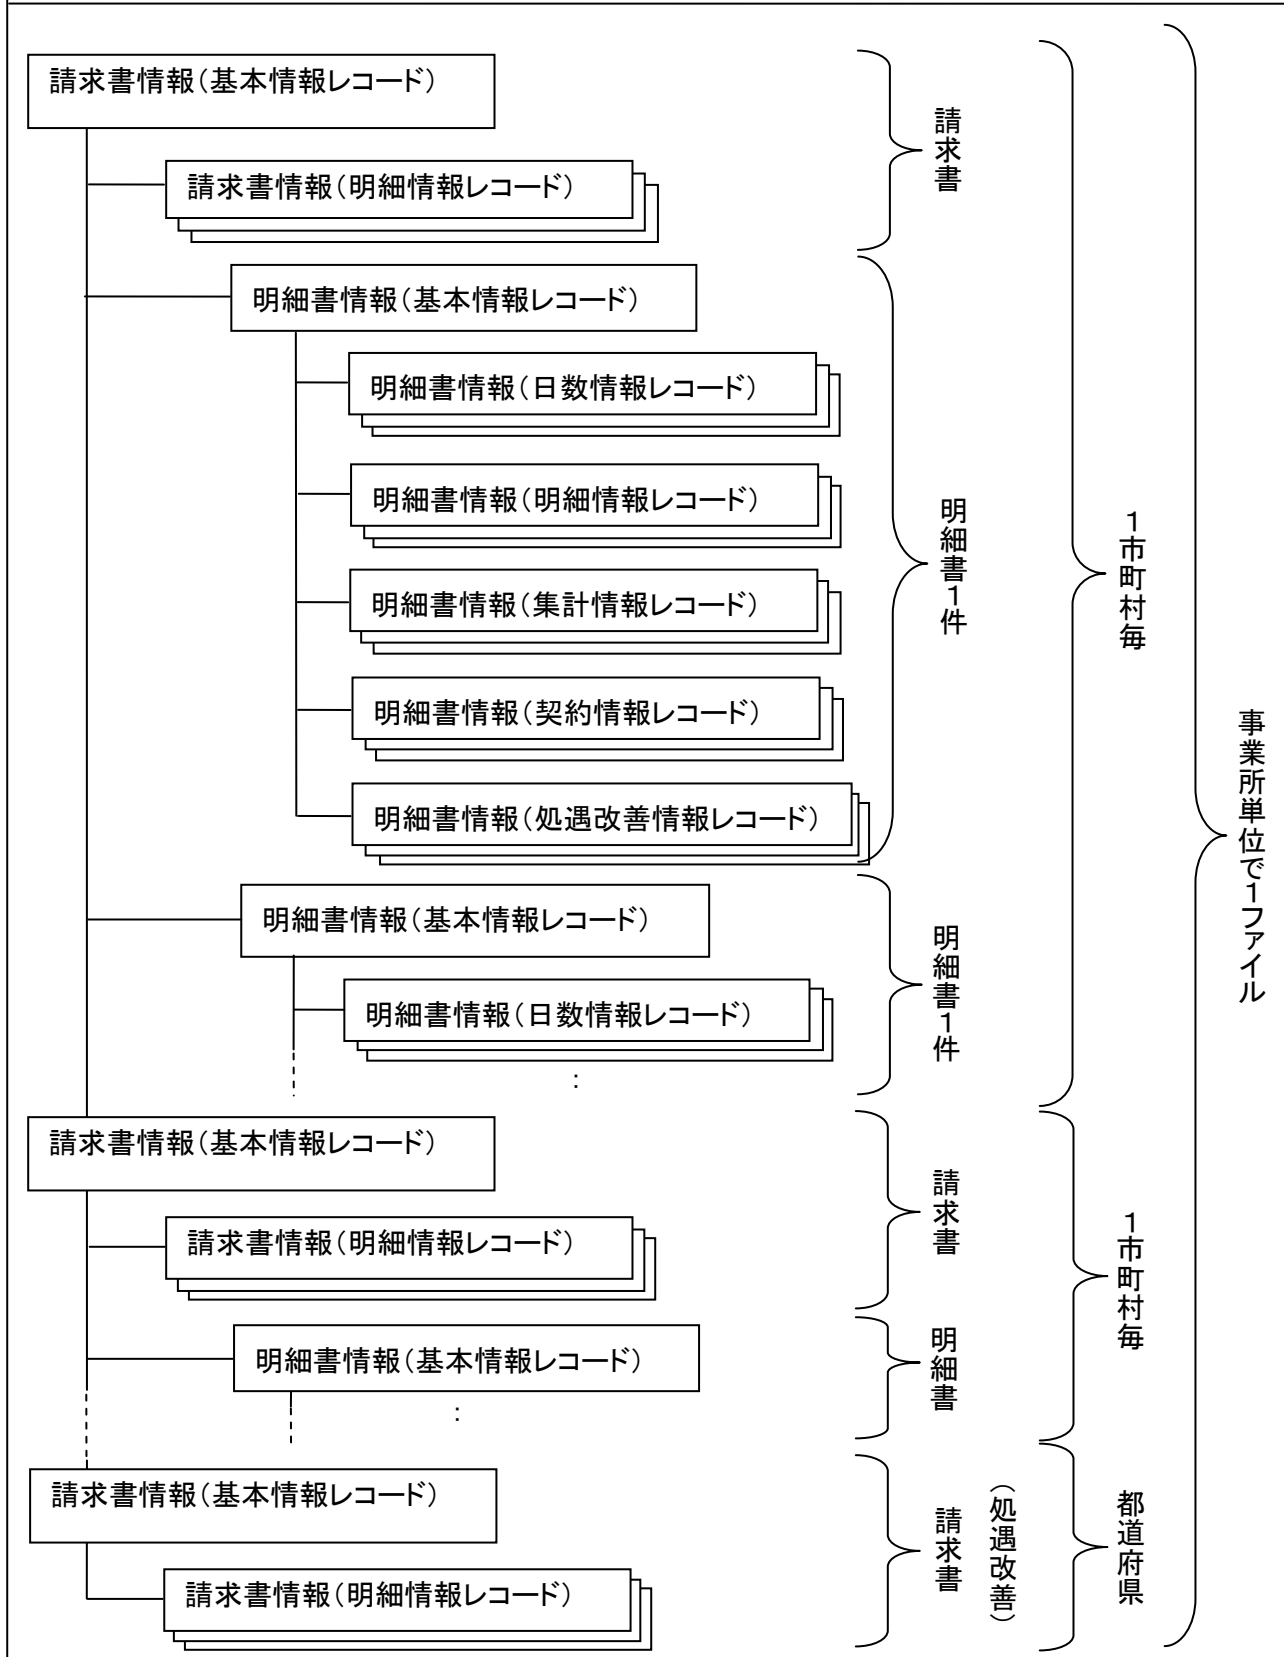 請求書情報（基本情報レコード）
請求書情報（明細情報レコード）
請求書
明細書情報（基本情報レコード）
明細書情報（日数情報レコード）
明細書情報（明細情報レコード）
明細書情報（集計情報レコード）
明細書情報（契約情報レコード）
明細書情報（処遇改善情報レコード）
明細書１件
明細書情報（基本情報レコード）
明細書情報（日数情報レコード）
：
明細書１件
１市町村毎
請求書情報（基本情報レコード）
請求書情報（明細情報レコード）
請求書
明細書情報（基本情報レコード）
：
明細書
１市町村毎
請求書情報（基本情報レコード）
請求書情報（明細情報レコード）
請求書
（処遇改善）
都道府県
事業所単位で１ファイル